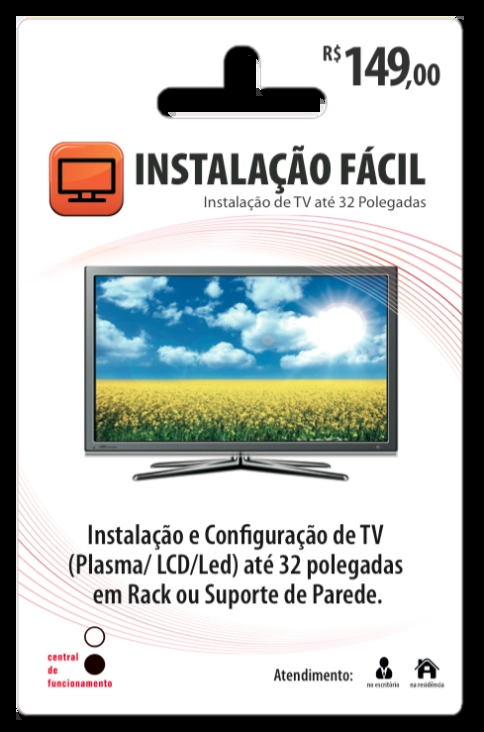 R$ 149,00
INSTALAÇÃO FÁCIL
Instalação de TV até 32 Polegadas
Instalação e Configuração de TV
(Plasma/ LCD/Led) até 32 polegadas
em Rack ou Suporte de Parede.
central
de
funcionamento
Atendimento:
no escritório
na residência